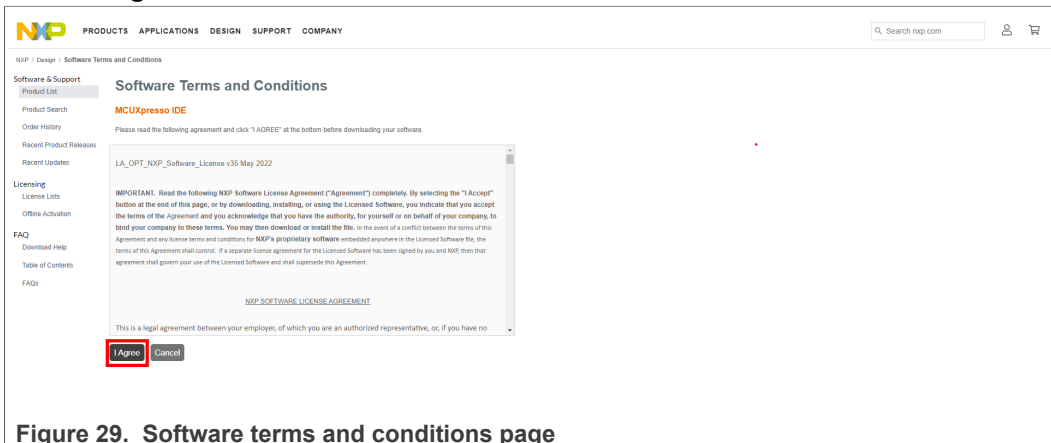 NXP PRODUCTS APPLICATIONS DESIGN SUPPORT COMPANY
Search nxp.com
NXP > Design > Software Terms and Conditions
Software & Support
Product List
Product Search
Order History
Recent Product Releases
Recent Updates
Licensing
License Lists
Offline Activation
FAQ
Download Help
Table of Contents
FAQs
Software Terms and Conditions
MCUXpresso IDE
Please read the following agreement and click "I AGREE" at the bottom before downloading your software.
LA_OPT_NXP_Software_License v35 May 2022
IMPORTANT. Read the following NXP Software License Agreement ("Agreement") completely. By selecting the "I Accept"
button at the end of this page, or by downloading, installing, or using the Licensed Software, you indicate that you accept
the terms of the Agreement and you acknowledge that you have the authority, for yourself or on behalf of your company, to
bind your company to these terms. You may then download or install the file. In the event of a conflict between the terms of this
Agreement and any license terms and conditions for NXP's proprietary software embedded anywhere in the Licensed Software file, the
terms of this Agreement shall control. If a separate license agreement for the Licensed Software has been signed by you and NXP, then that
agreement shall govern your use of the Licensed Software and shall supersede this Agreement.
NXP SOFTWARE LICENSE AGREEMENT
This is a legal agreement between your employer, of which you are an authorized representative, or, if you have no
I Agree Cancel
Figure 29. Software terms and conditions page